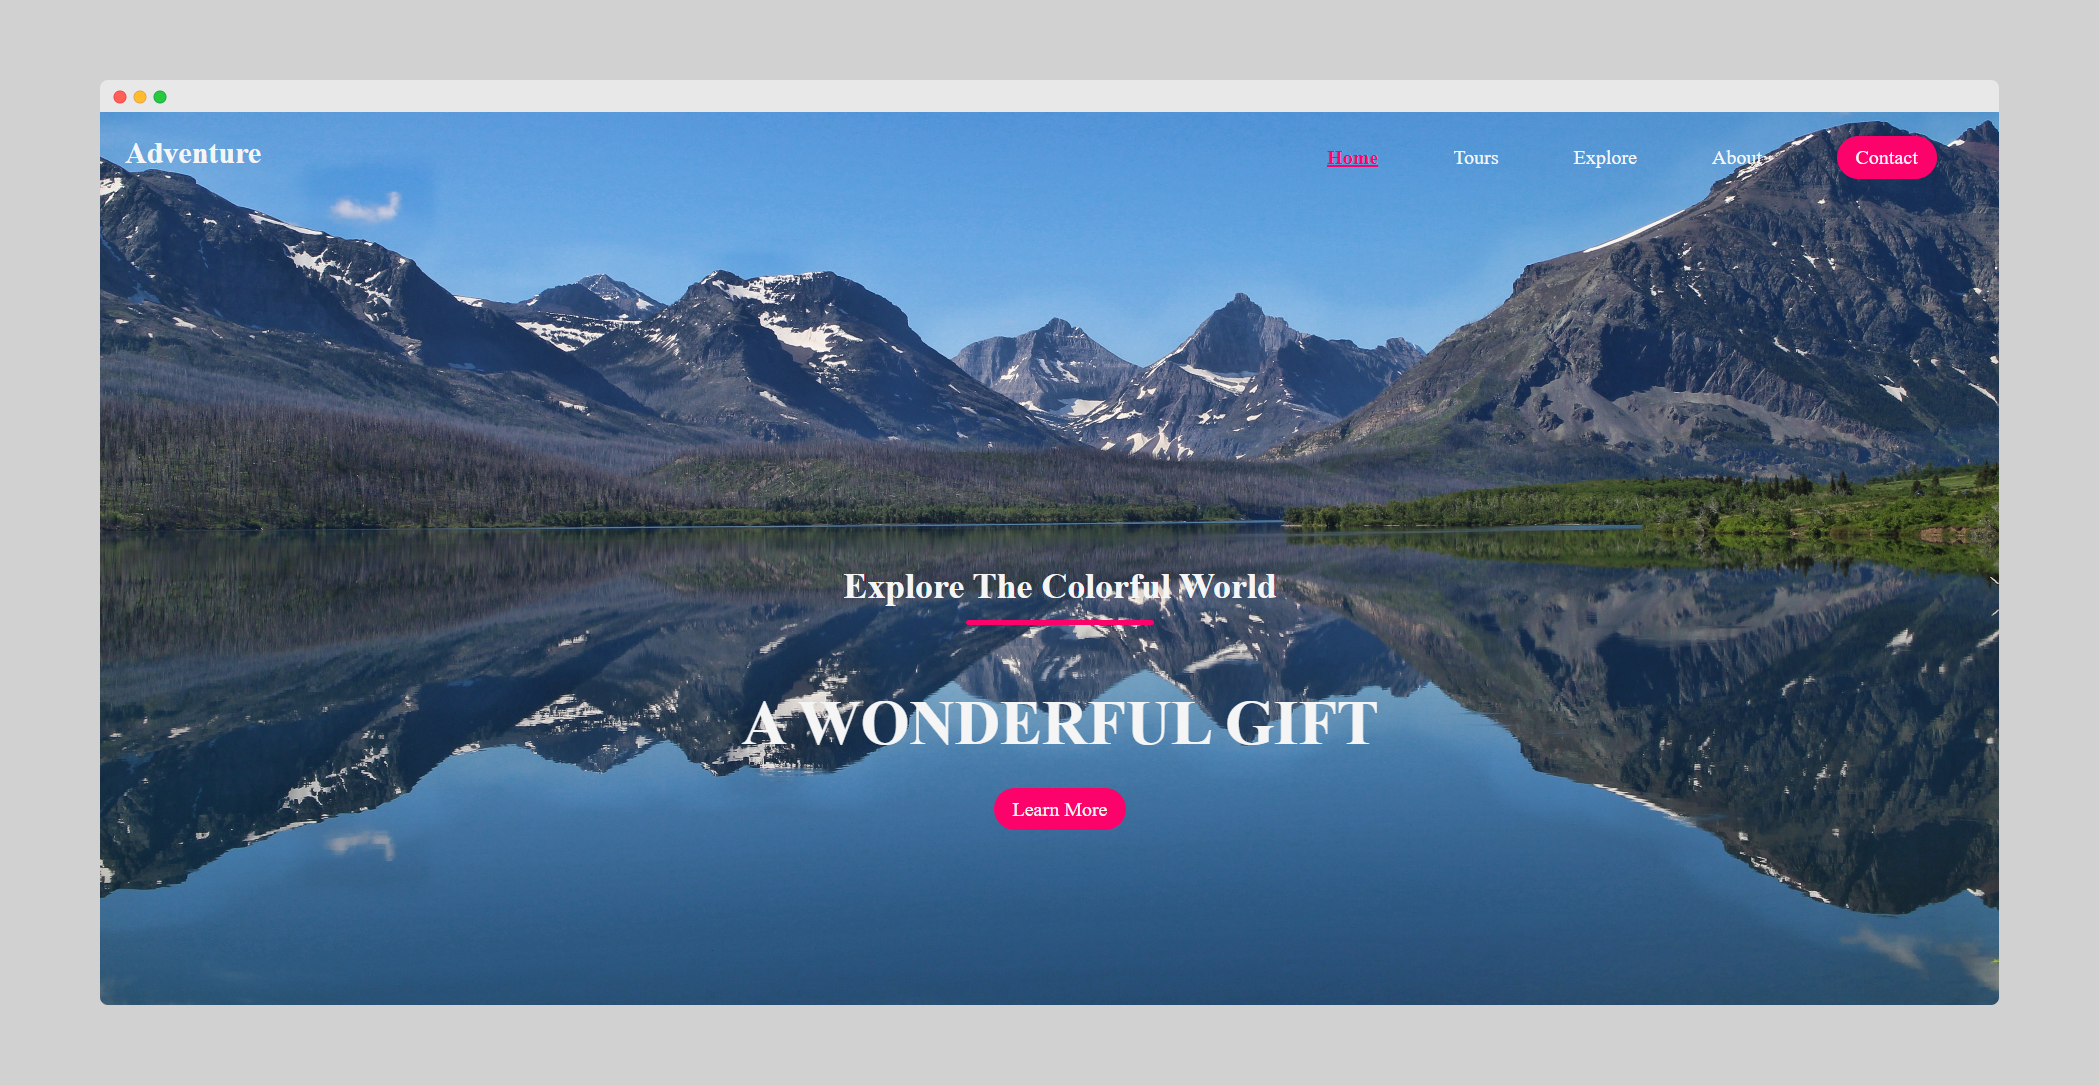 Adventure
Home Tours Explore About Contact
Explore The Colorful World
A WONDERFUL GIFT
Learn More